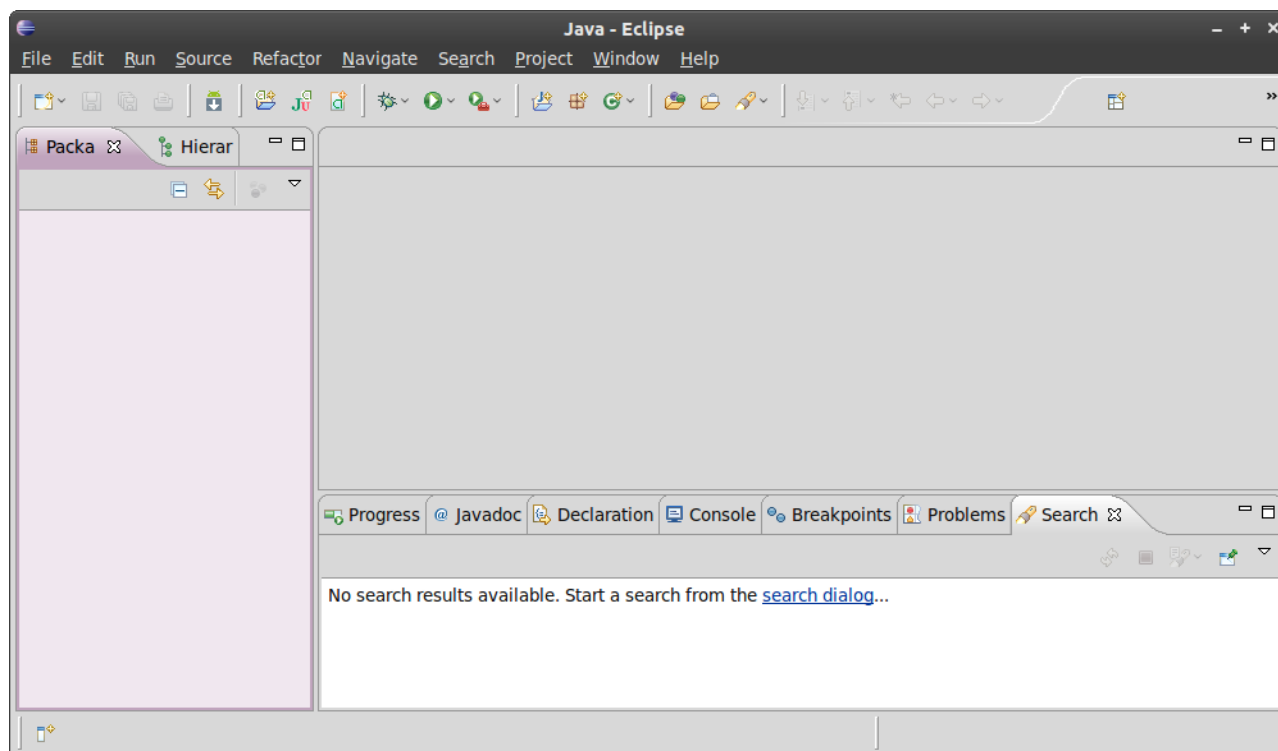 Java - Eclipse
File Edit Run Source Refactor Navigate Search Project Window Help
Packa Hierar
Progress @ Javadoc Declaration Console Breakpoints Problems Search
No search results available. Start a search from the search dialog...